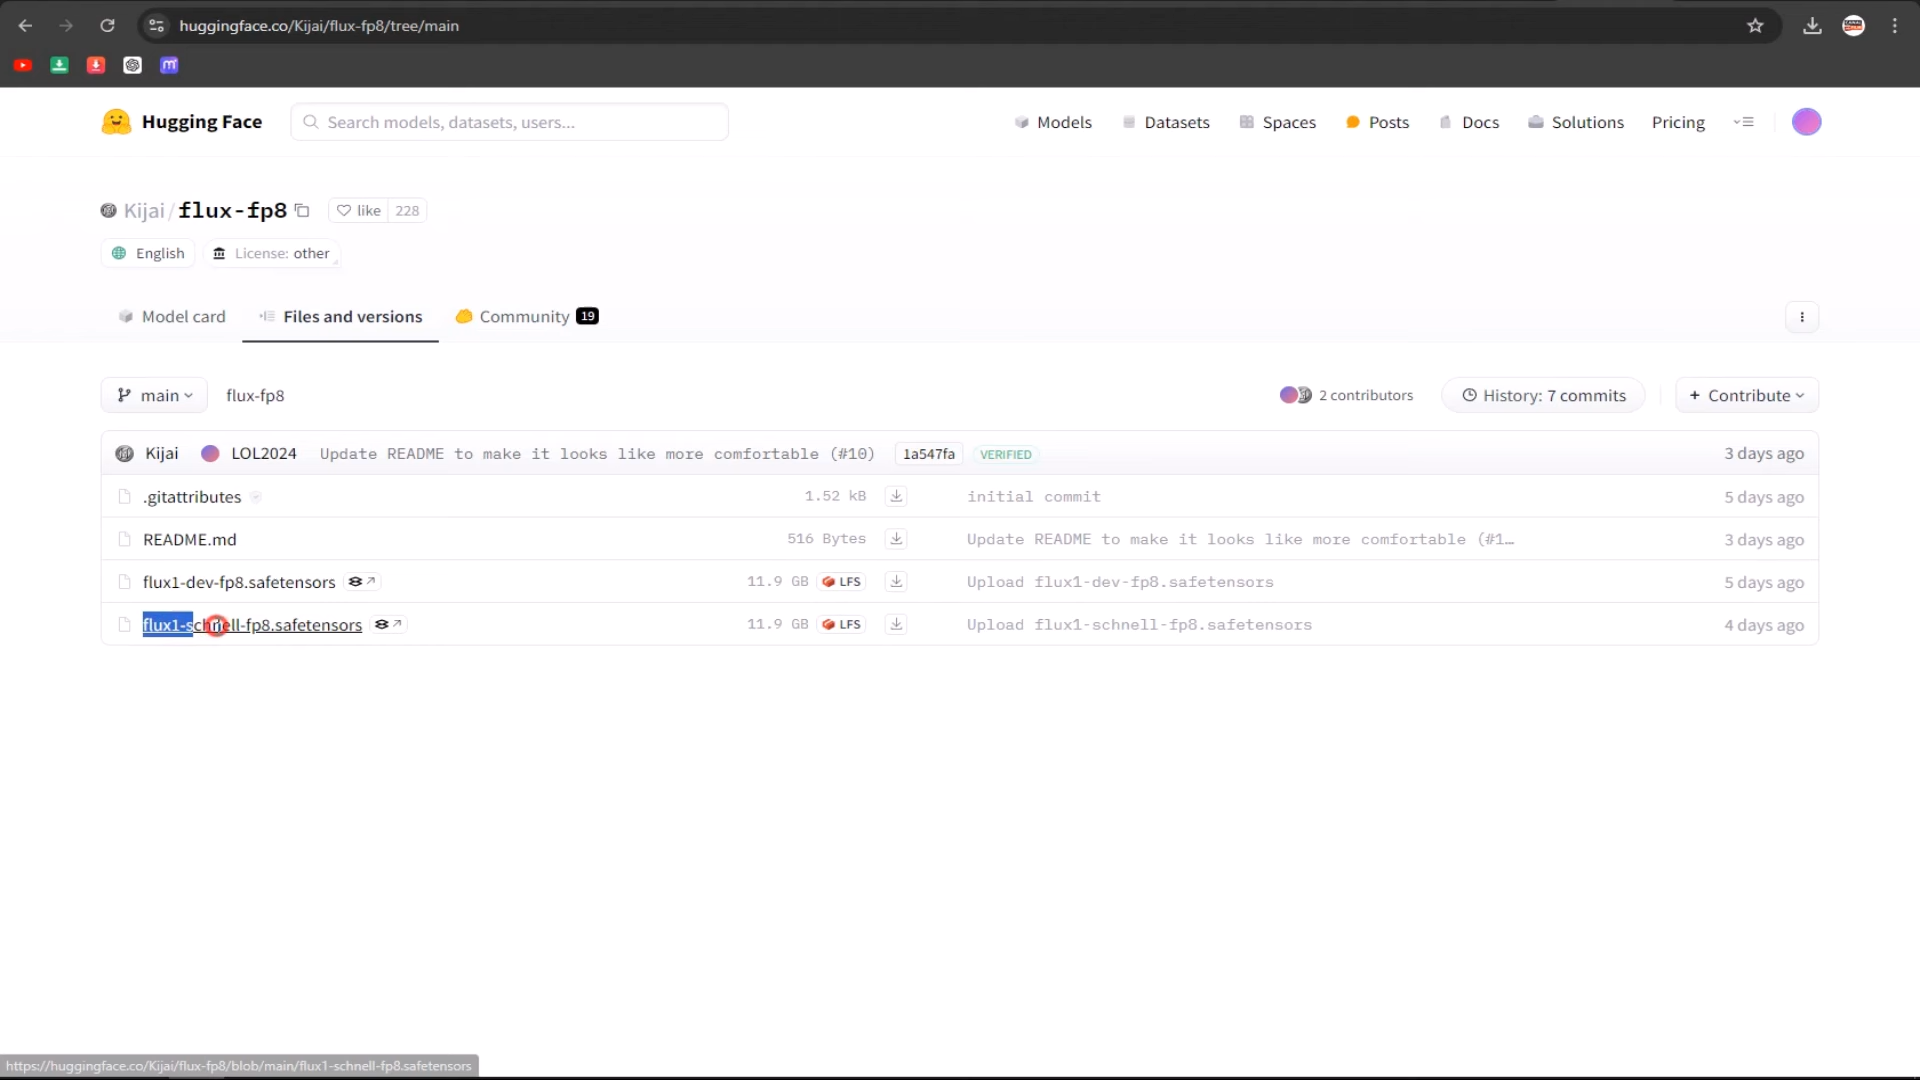 huggingface.co/Kijai/flux-fp8/tree/main
Hugging Face
Search models, datasets, users...
Models
Datasets
Spaces
Posts
Docs
Solutions
Pricing
Kijai/flux-fp8
like 228
English
License: other
Model card
Files and versions
Community 19
main
flux-fp8
2 contributors
History: 7 commits
+ Contribute
Kijai LOL2024 Update README to make it looks like more comfortable (#10) 1a547fa VERIFIED 3 days ago
.gitattributes 1.52 kB initial commit 5 days ago
README.md 516 Bytes Update README to make it looks like more comfortable (#1… 3 days ago
flux1-dev-fp8.safetensors 11.9 GB LFS Upload flux1-dev-fp8.safetensors 5 days ago
flux1-schnell-fp8.safetensors 11.9 GB LFS Upload flux1-schnell-fp8.safetensors 4 days ago
https://huggingface.co/Kijai/flux-fp8/blob/main/flux1-schnell-fp8.safetensors